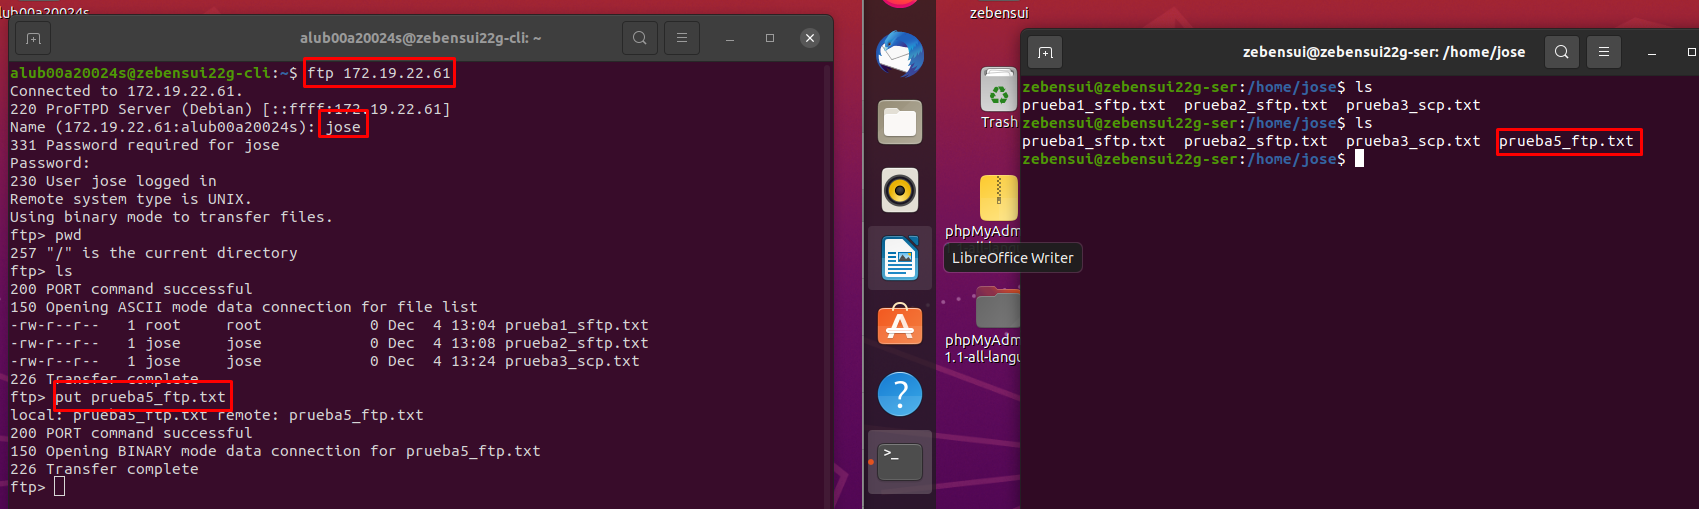 alub00a20024s
alub00a20024s@zebensui22g-cli: ~
alub00a20024s@zebensui22g-cli:~$ ftp 172.19.22.61
Connected to 172.19.22.61.
220 ProFTPD Server (Debian) [::ffff:172.19.22.61]
Name (172.19.22.61:alub00a20024s): jose
331 Password required for jose
Password:
230 User jose logged in
Remote system type is UNIX.
Using binary mode to transfer files.
ftp> pwd
257 "/" is the current directory
ftp> ls
200 PORT command successful
150 Opening ASCII mode data connection for file list
-rw-r--r--   1 root     root            0 Dec  4 13:04 prueba1_sftp.txt
-rw-r--r--   1 jose     jose            0 Dec  4 13:08 prueba2_sftp.txt
-rw-r--r--   1 jose     jose            0 Dec  4 13:24 prueba3_scp.txt
226 Transfer complete
ftp> put prueba5_ftp.txt
local: prueba5_ftp.txt remote: prueba5_ftp.txt
200 PORT command successful
150 Opening BINARY mode data connection for prueba5_ftp.txt
226 Transfer complete
ftp>
zebensui
Trash
phpMyAdm
LibreOffice Writer
phpMyAdm
1.1-all-langu
zebensui@zebensui22g-ser: /home/jose
zebensui@zebensui22g-ser:/home/jose$ ls
prueba1_sftp.txt  prueba2_sftp.txt  prueba3_scp.txt
zebensui@zebensui22g-ser:/home/jose$ ls
prueba1_sftp.txt  prueba2_sftp.txt  prueba3_scp.txt  prueba5_ftp.txt
zebensui@zebensui22g-ser:/home/jose$